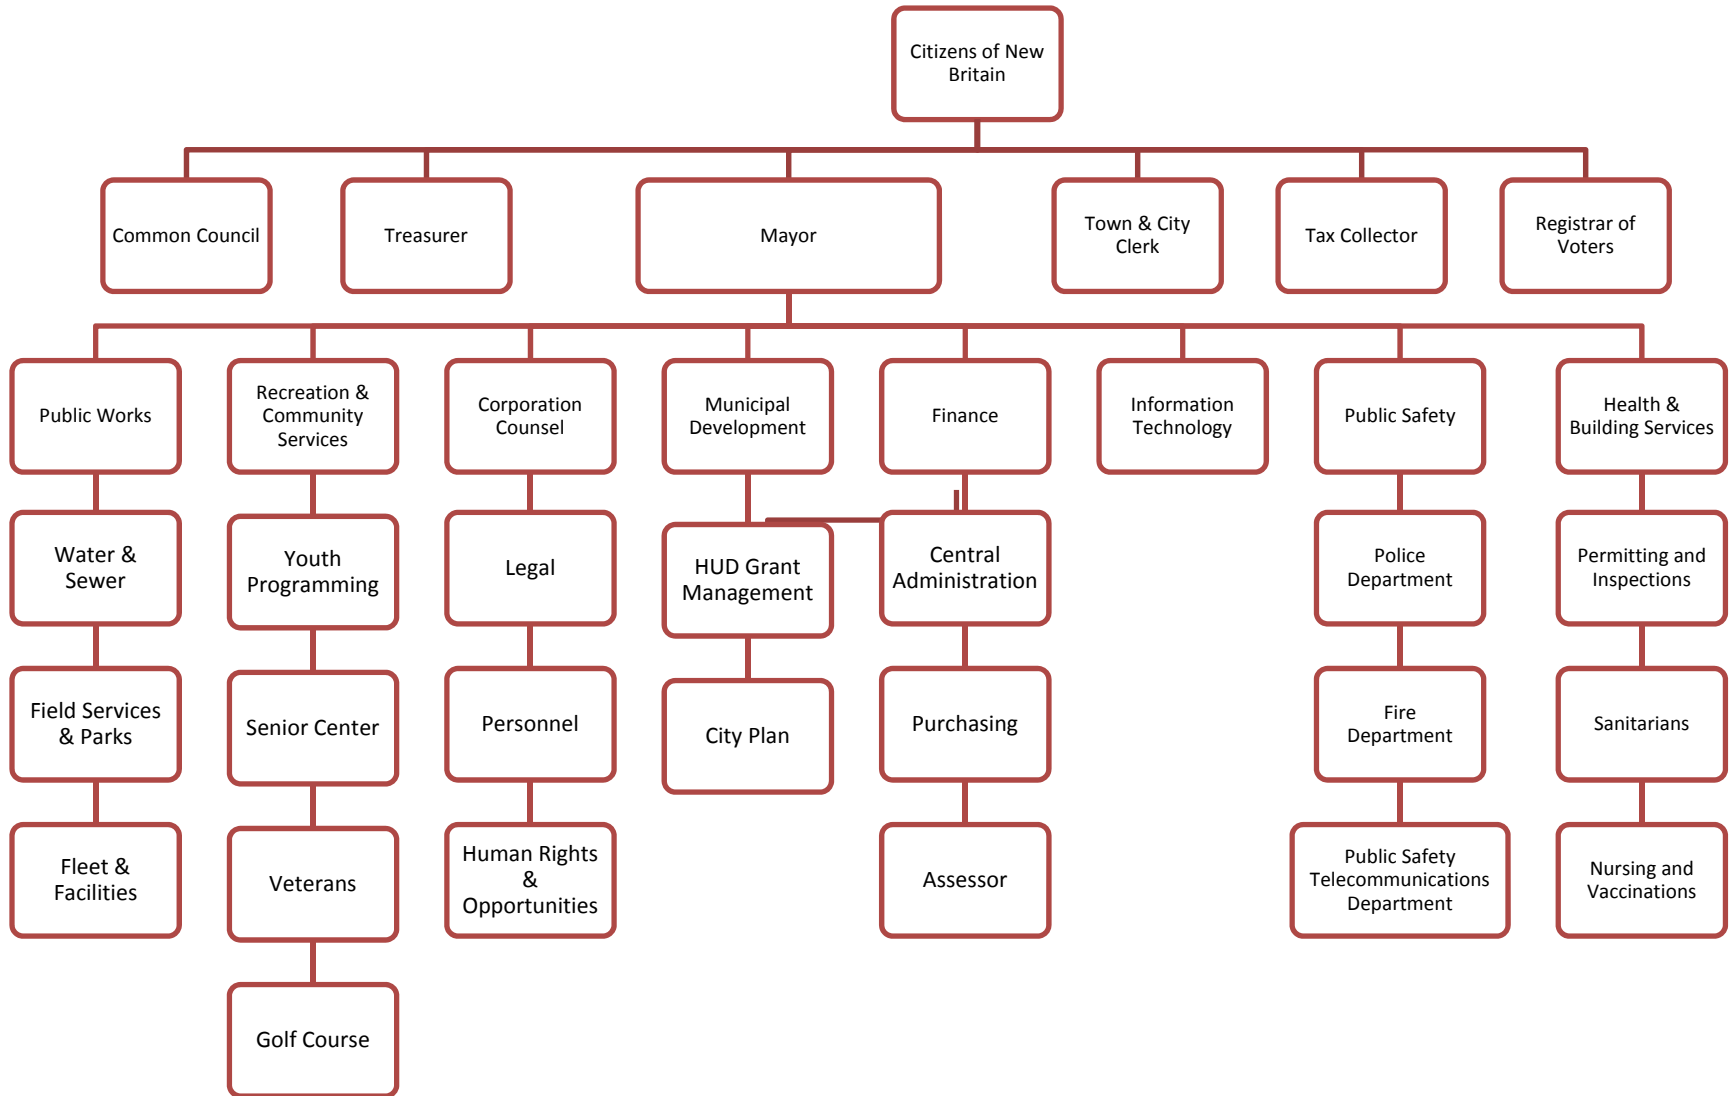 Citizens of New
Britain
Common Council
Treasurer
Mayor
Town & City
Clerk
Tax Collector
Registrar of
Voters
Public Works
Recreation &
Community
Services
Corporation
Counsel
Municipal
Development
Finance
Information
Technology
Public Safety
Health &
Building Services
Water &
Sewer
Youth
Programming
Legal
HUD Grant
Management
Central
Administration
Police
Department
Permitting and
Inspections
Field Services
& Parks
Senior Center
Personnel
City Plan
Purchasing
Fire
Department
Sanitarians
Fleet &
Facilities
Veterans
Human Rights
&
Opportunities
Assessor
Public Safety
Telecommunications
Department
Nursing and
Vaccinations
Golf Course